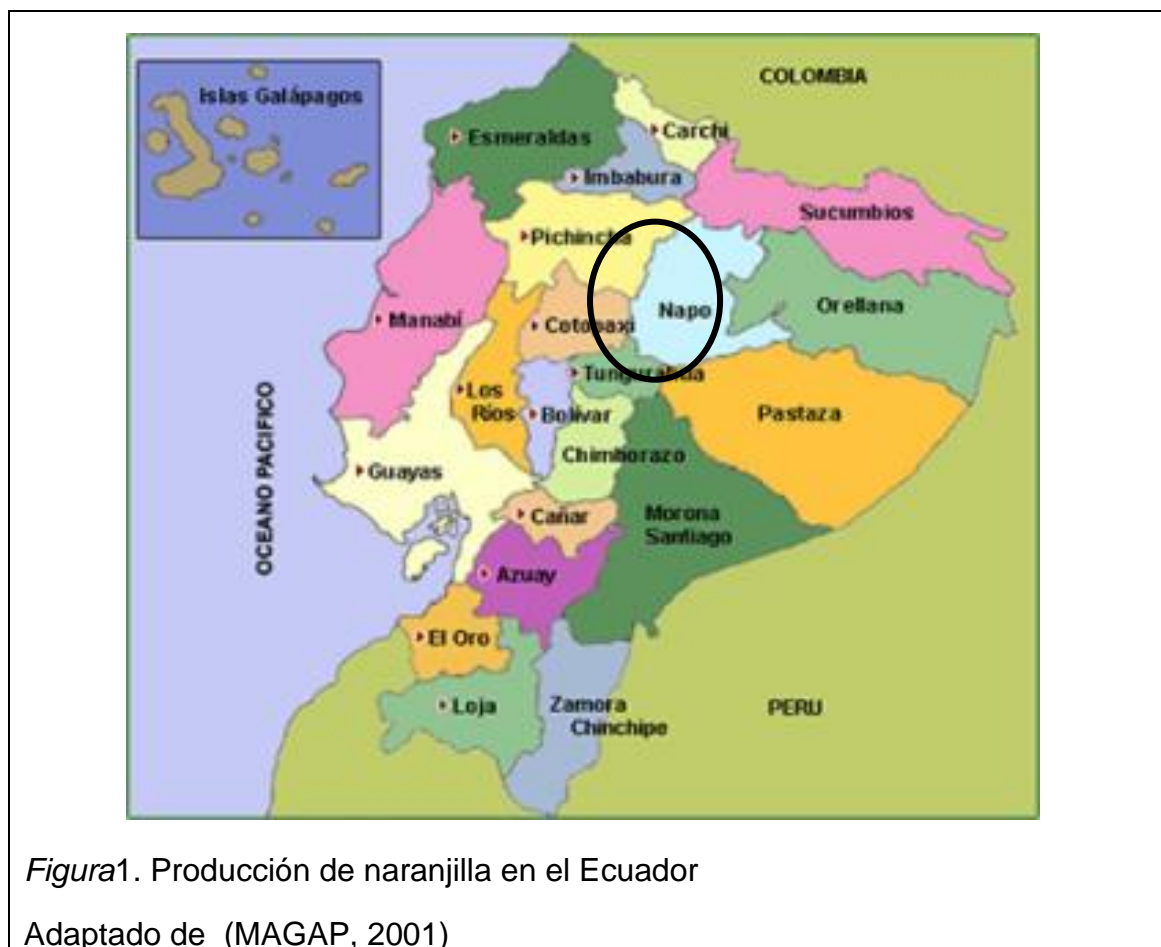 COLOMBIA
Islas Galápagos
Carchi
Esmeraldas
Imbabura
Sucumbios
Pichincha
Orellana
Napo
Manabí
Cotopaxi
Tungurahua
Los
Ríos
Bolívar
Pastaza
OCEANO PACIFICO
Chimborazo
Guayas
Cañar
Morona
Santiago
Azuay
El Oro
Loja
Zamora
Chinchipe
PERU
Figura1. Producción de naranjilla en el Ecuador
Adaptado de (MAGAP, 2001)